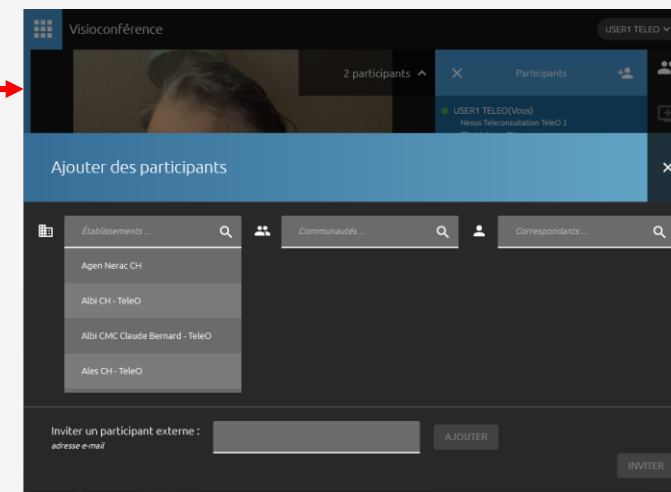 Visioconférence
USER1 TELEO
2 participants
Participants
USER1 TELEO(Vous)
Nexus Teleconsultation TeleO 3
Ajouter des participants
Établissements ...
Communautés ...
Correspondants ...
Agen Nerac CH
Albi CH - TeleO
Albi CMC Claude Bernard - TeleO
Ales CH - TeleO
Inviter un participant externe :
adresse e-mail
AJOUTER
INVITER